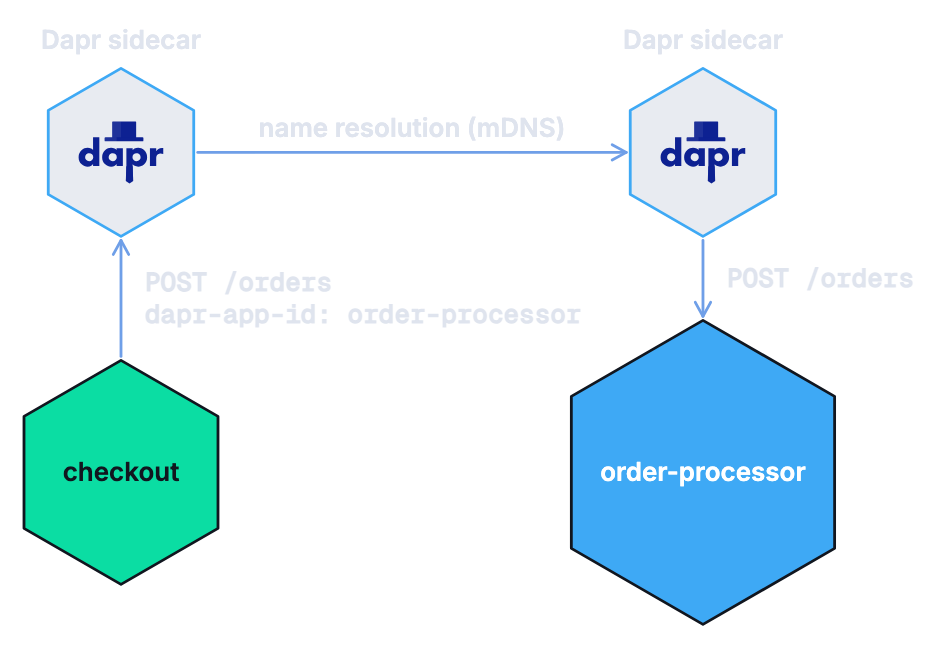 Dapr sidecar
Dapr sidecar
dapr
name resolution (mDNS)
dapr
POST /orders
dapr-app-id: order-processor
POST /orders
checkout
order-processor